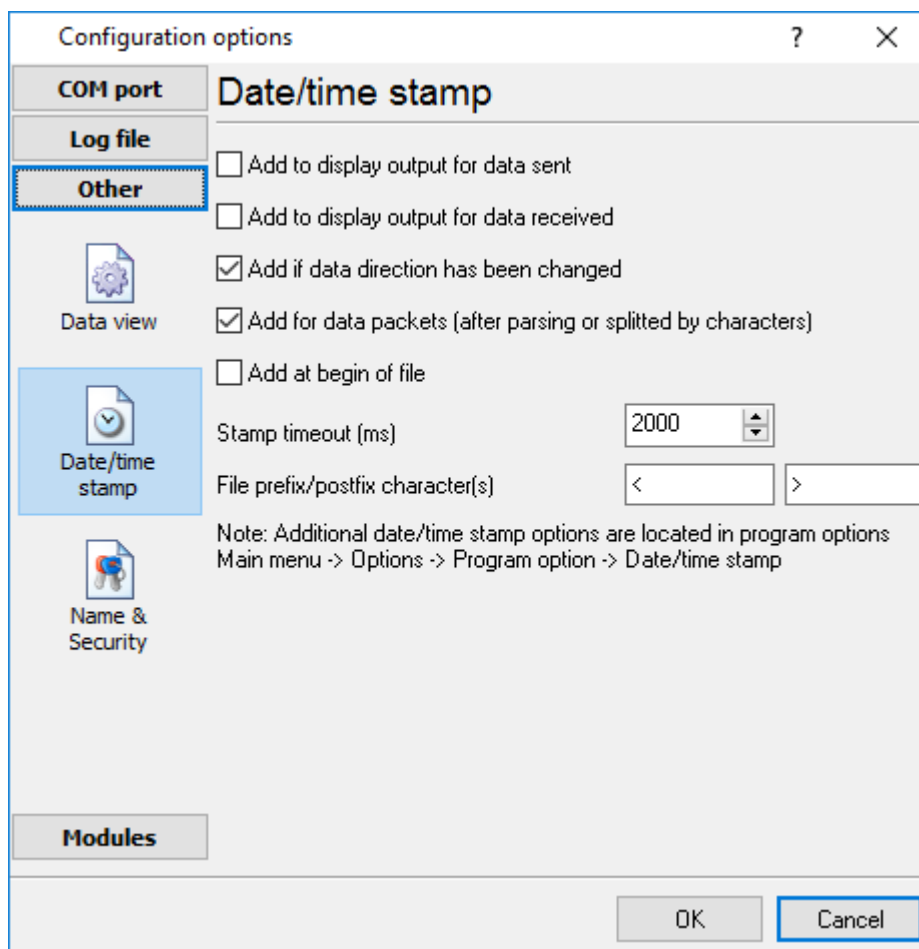 Configuration options
?
COM port
Log file
Other
Data view
Date/time
stamp
Name &
Security
Modules
Date/time stamp
Add to display output for data sent
Add to display output for data received
Add if data direction has been changed
Add for data packets (after parsing or splitted by characters)
Add at begin of file
Stamp timeout (ms) 2000
File prefix/postfix character(s) < >
Note: Additional date/time stamp options are located in program options
Main menu -> Options -> Program option -> Date/time stamp
OK Cancel